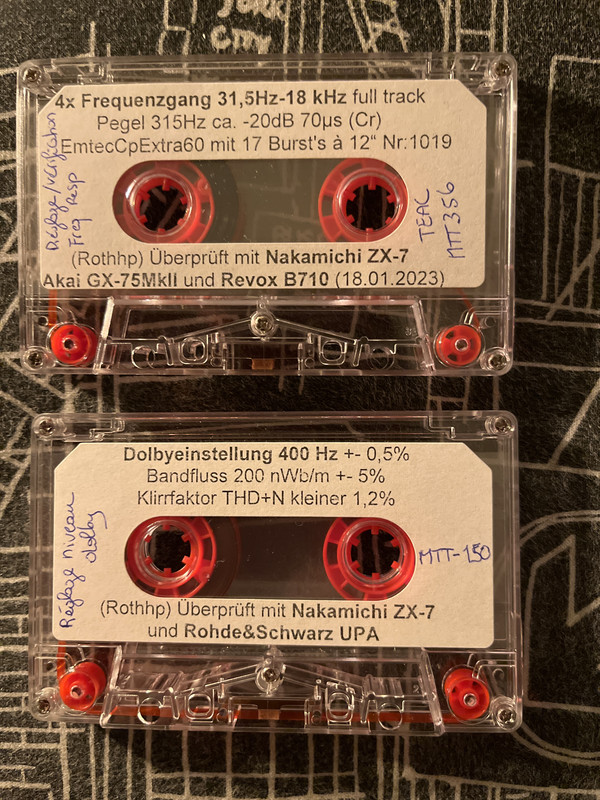 YORK
CITY
4x Frequenzgang 31,5Hz-18 kHz full track
Pegel 315Hz ca. -20dB 70µs (Cr)
EmtecCpExtra60 mit 17 Burst's à 12“ Nr:1019
Réglage/vérification
Freq Resp
TEAC
MTT356
(Rothhp) Überprüft mit Nakamichi ZX-7
Akai GX-75MkII und Revox B710 (18.01.2023)
Dolbyeinstellung 400 Hz +- 0,5%
Bandfluss 200 nWb/m +- 5%
Klirrfaktor THD+N kleiner 1,2%
Réglage niveau
dolby
MTT-150
(Rothhp) Überprüft mit Nakamichi ZX-7
und Rohde&Schwarz UPA